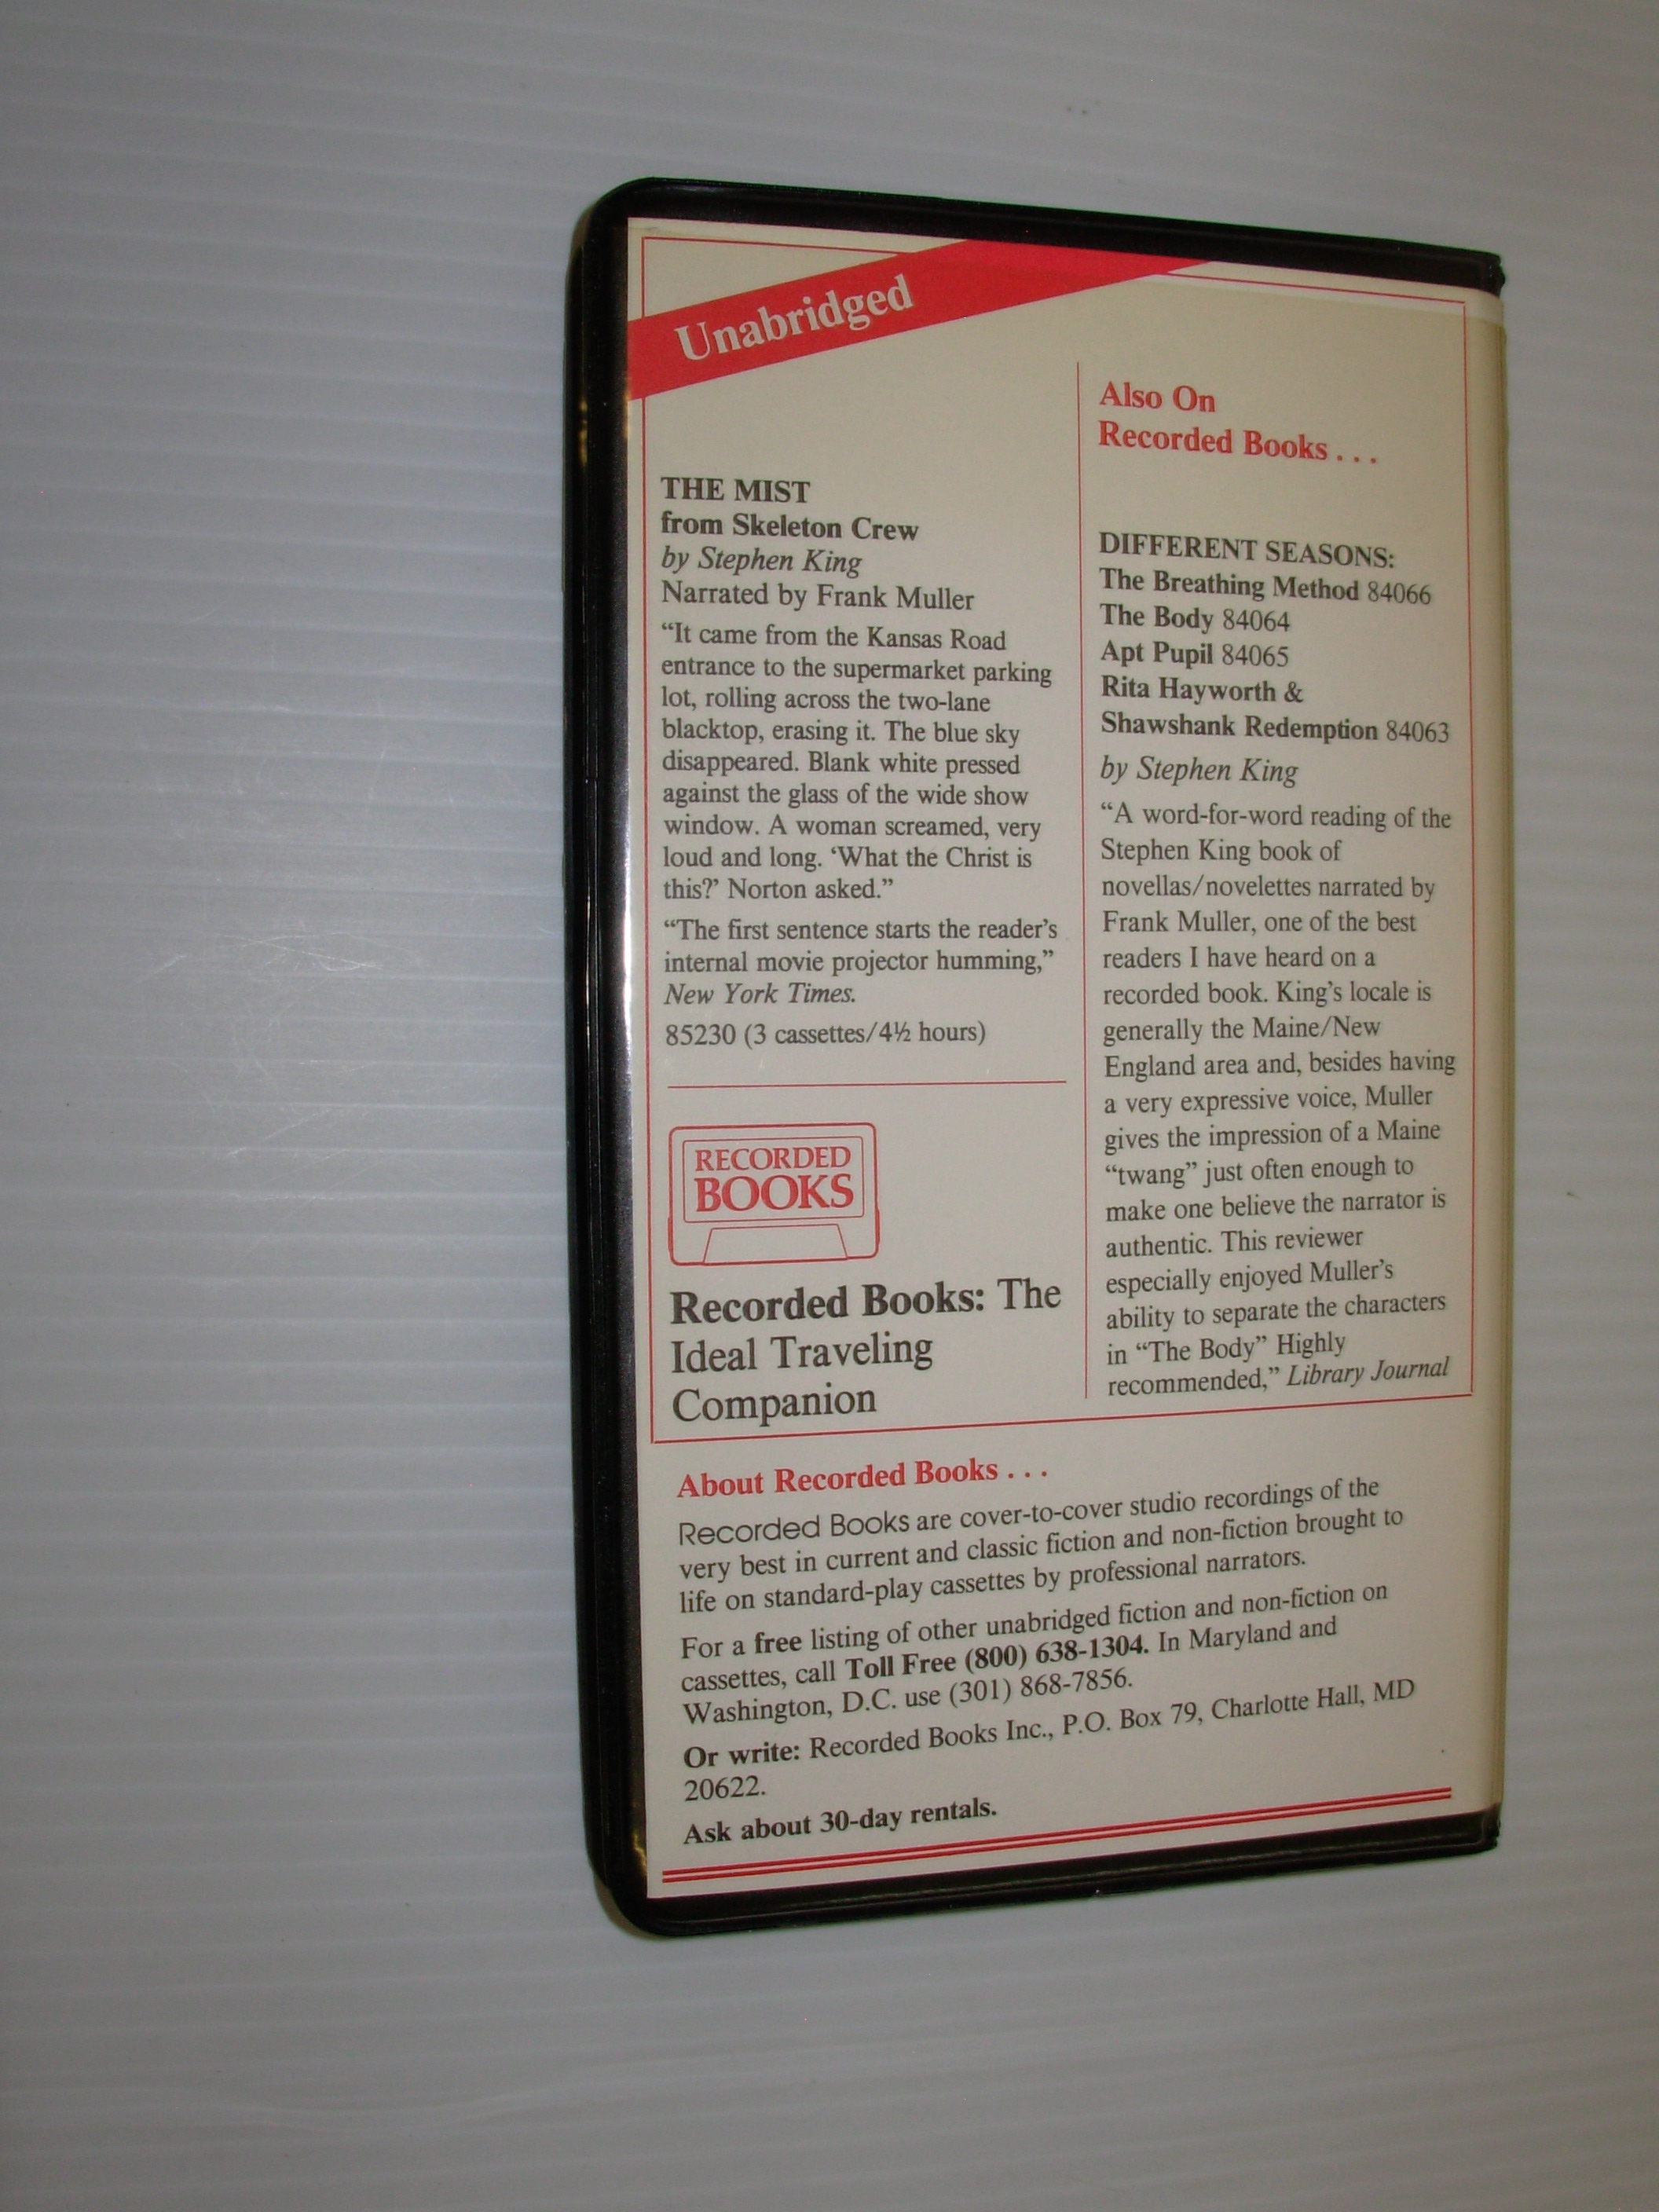 Unabridged
THE MIST
from Skeleton Crew
by Stephen King
Narrated by Frank Muller
“It came from the Kansas Road
entrance to the supermarket parking
lot, rolling across the two-lane
blacktop, erasing it. The blue sky
disappeared. Blank white pressed
against the glass of the wide show
window. A woman screamed, very
loud and long. ‘What the Christ is
this?’ Norton asked.”
“The first sentence starts the reader’s
internal movie projector humming,”
New York Times.
85230 (3 cassettes/4½ hours)
RECORDED
BOOKS
Recorded Books: The
Ideal Traveling
Companion
Also On
Recorded Books . . .
DIFFERENT SEASONS:
The Breathing Method 84066
The Body 84064
Apt Pupil 84065
Rita Hayworth &
Shawshank Redemption 84063
by Stephen King
“A word-for-word reading of the
Stephen King book of
novellas/novelettes narrated by
Frank Muller, one of the best
readers I have heard on a
recorded book. King’s locale is
generally the Maine/New
England area and, besides having
a very expressive voice, Muller
gives the impression of a Maine
“twang” just often enough to
make one believe the narrator is
authentic. This reviewer
especially enjoyed Muller’s
ability to separate the characters
in “The Body” Highly
recommended,” Library Journal
About Recorded Books . . .
Recorded Books are cover-to-cover studio recordings of the
very best in current and classic fiction and non-fiction brought to
life on standard-play cassettes by professional narrators.
For a free listing of other unabridged fiction and non-fiction on
cassettes, call Toll Free (800) 638-1304. In Maryland and
Washington, D.C. use (301) 868-7856.
Or write: Recorded Books Inc., P.O. Box 79, Charlotte Hall, MD
20622.
Ask about 30-day rentals.